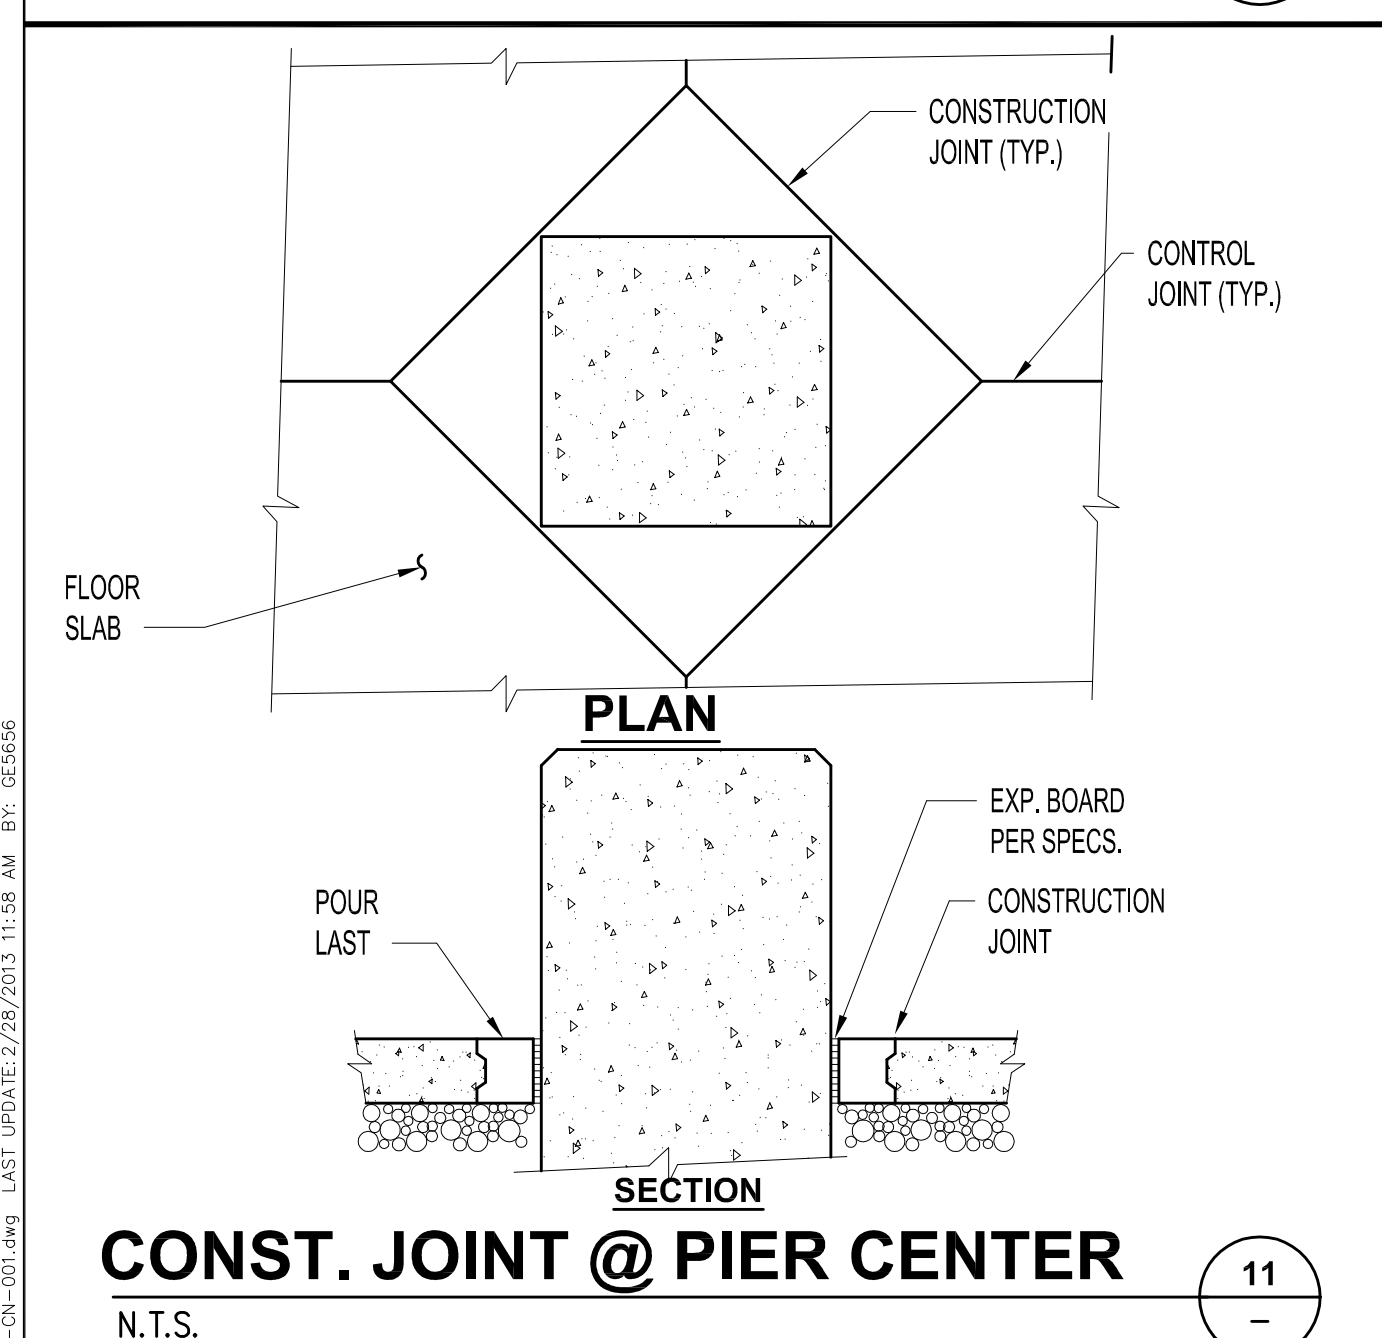 CONSTRUCTION
JOINT (TYP.)
CONTROL
JOINT (TYP.)
FLOOR
SLAB
PLAN
EXP. BOARD
PER SPECS.
POUR
LAST
CONSTRUCTION
JOINT
SECTION
CONST. JOINT @ PIER CENTER
N.T.S.
11
–
-CN-001.dwg LAST UPDATE: 2/28/2013 11:58 AM BY: GE5656